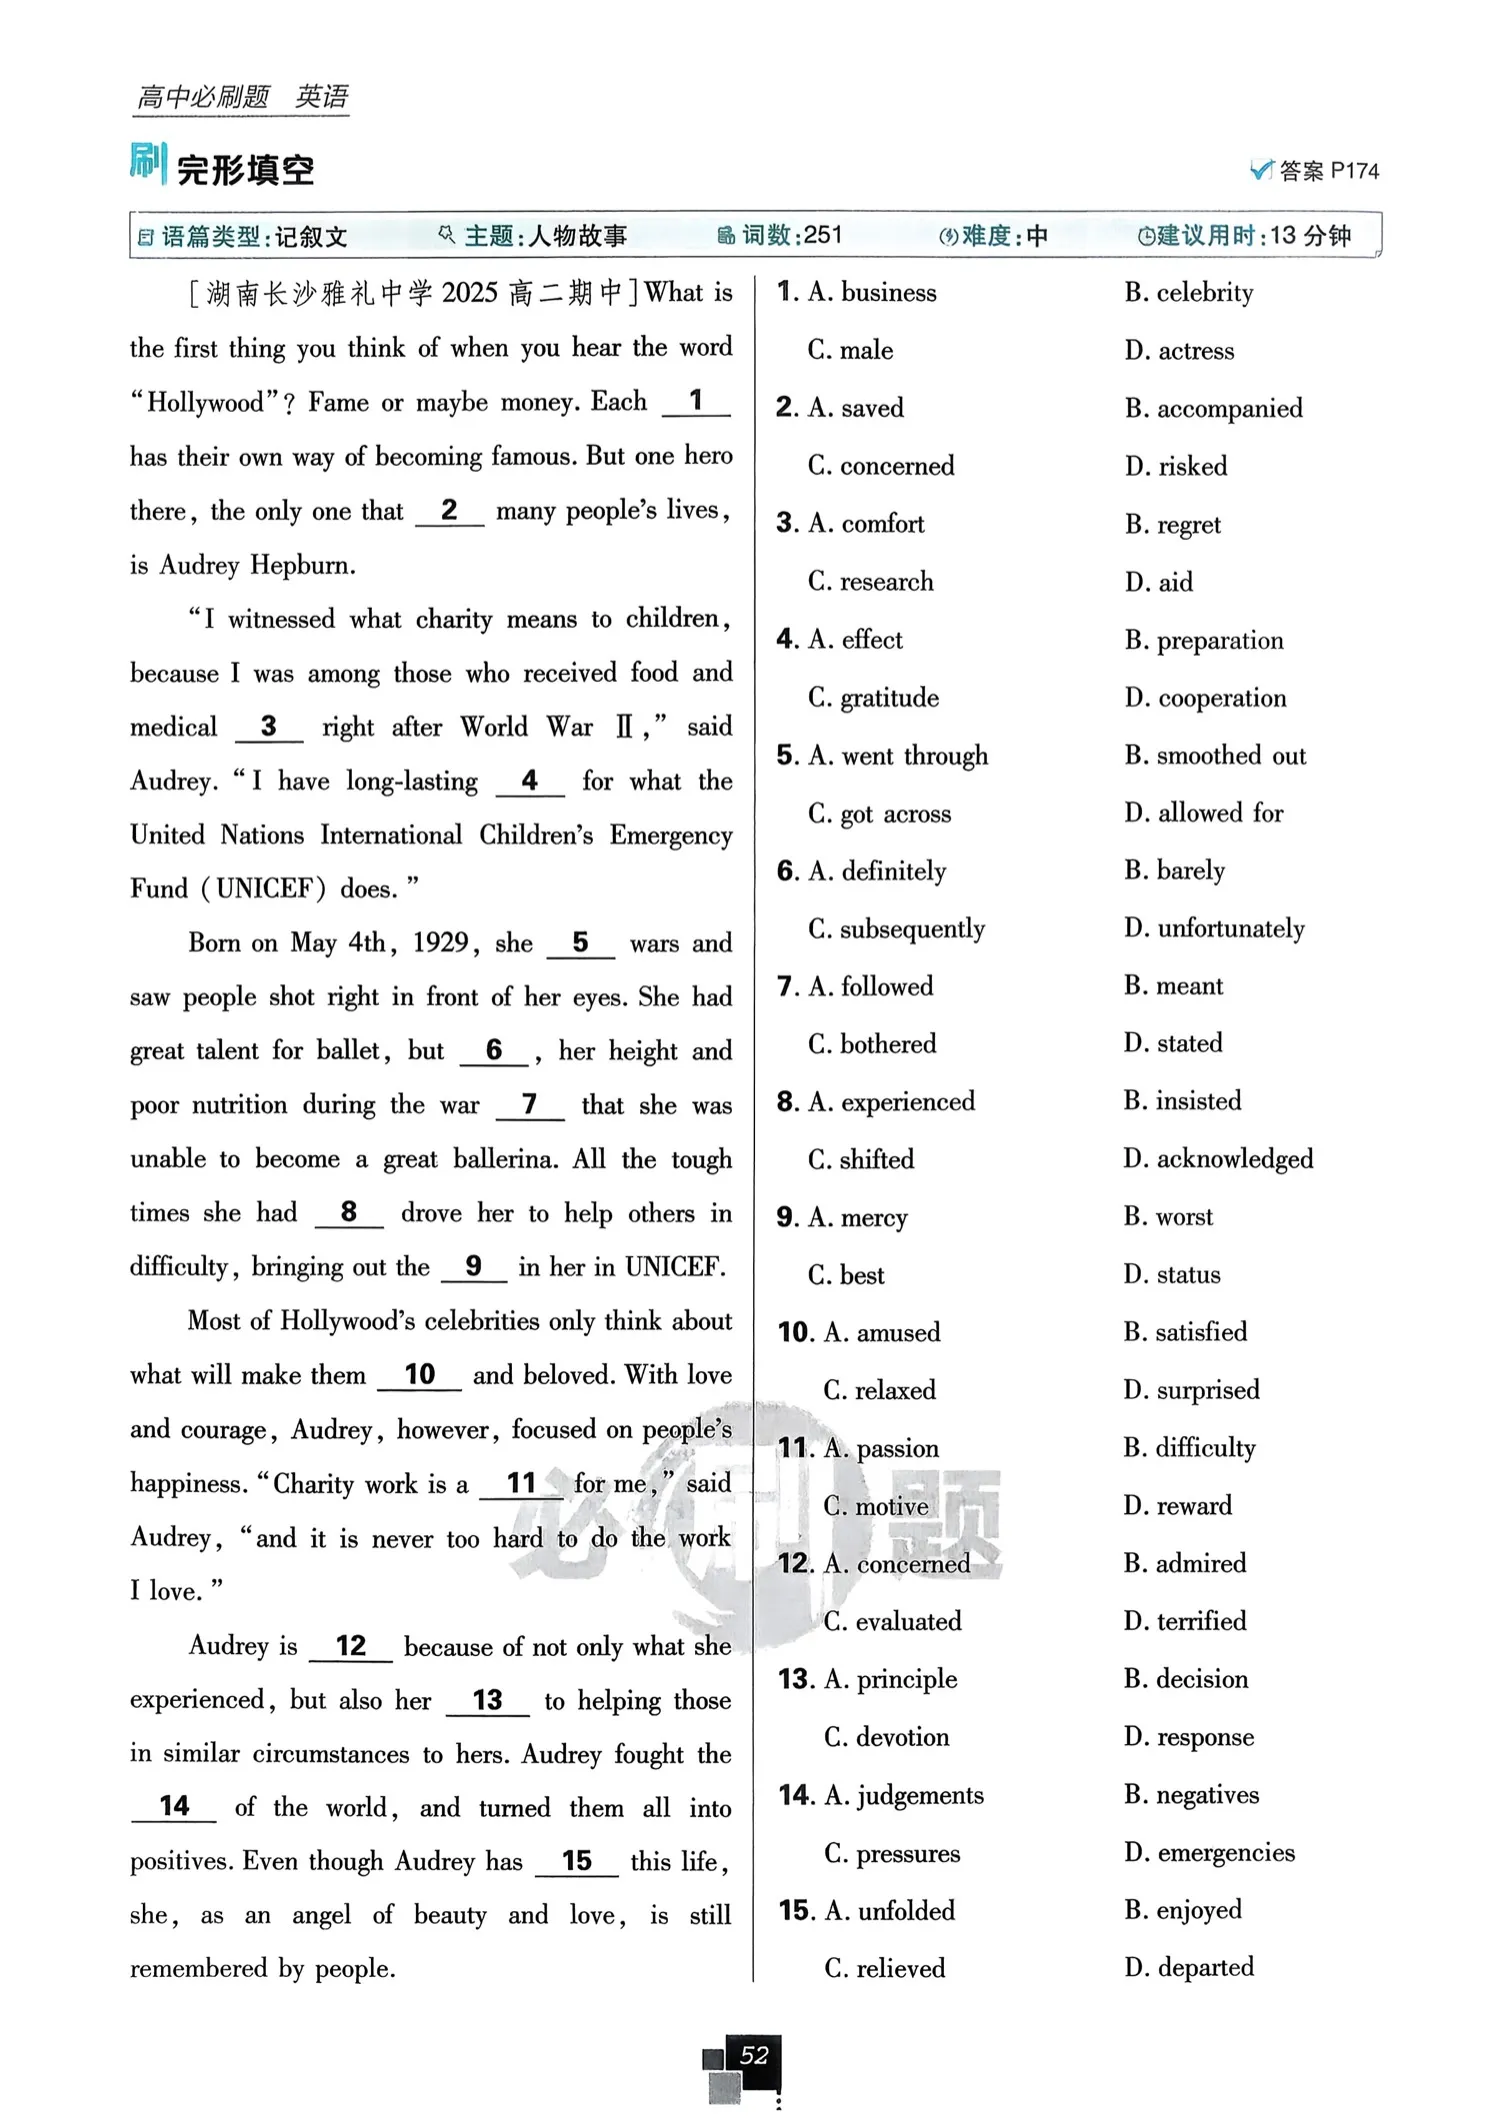 高中必刷题 英语
刷 完形填空
答案 P174
语篇类型:记叙文 主题:人物故事 词数:251 难度:中 建议用时:13 分钟
[湖南长沙雅礼中学 2025 高二期中]What is
the first thing you think of when you hear the word
“Hollywood”? Fame or maybe money. Each 1
has their own way of becoming famous. But one hero
there, the only one that 2 many people’s lives,
is Audrey Hepburn.
“I witnessed what charity means to children,
because I was among those who received food and
medical 3 right after World War Ⅱ,” said
Audrey. “I have long-lasting 4 for what the
United Nations International Children’s Emergency
Fund (UNICEF) does.”
Born on May 4th, 1929, she 5 wars and
saw people shot right in front of her eyes. She had
great talent for ballet, but 6, her height and
poor nutrition during the war 7 that she was
unable to become a great ballerina. All the tough
times she had 8 drove her to help others in
difficulty, bringing out the 9 in her in UNICEF.
Most of Hollywood’s celebrities only think about
what will make them 10 and beloved. With love
and courage, Audrey, however, focused on people’s
happiness. “Charity work is a 11 for me,” said
Audrey, “and it is never too hard to do the work
I love.”
Audrey is 12 because of not only what she
experienced, but also her 13 to helping those
in similar circumstances to hers. Audrey fought the
14 of the world, and turned them all into
positives. Even though Audrey has 15 this life,
she, as an angel of beauty and love, is still
remembered by people.
1. A. business B. celebrity
C. male D. actress
2. A. saved B. accompanied
C. concerned D. risked
3. A. comfort B. regret
C. research D. aid
4. A. effect B. preparation
C. gratitude D. cooperation
5. A. went through B. smoothed out
C. got across D. allowed for
6. A. definitely B. barely
C. subsequently D. unfortunately
7. A. followed B. meant
C. bothered D. stated
8. A. experienced B. insisted
C. shifted D. acknowledged
9. A. mercy B. worst
C. best D. status
10. A. amused B. satisfied
C. relaxed D. surprised
11. A. passion B. difficulty
C. motive D. reward
12. A. concerned B. admired
C. evaluated D. terrified
13. A. principle B. decision
C. devotion D. response
14. A. judgements B. negatives
C. pressures D. emergencies
15. A. unfolded B. enjoyed
C. relieved D. departed
必刷题
52